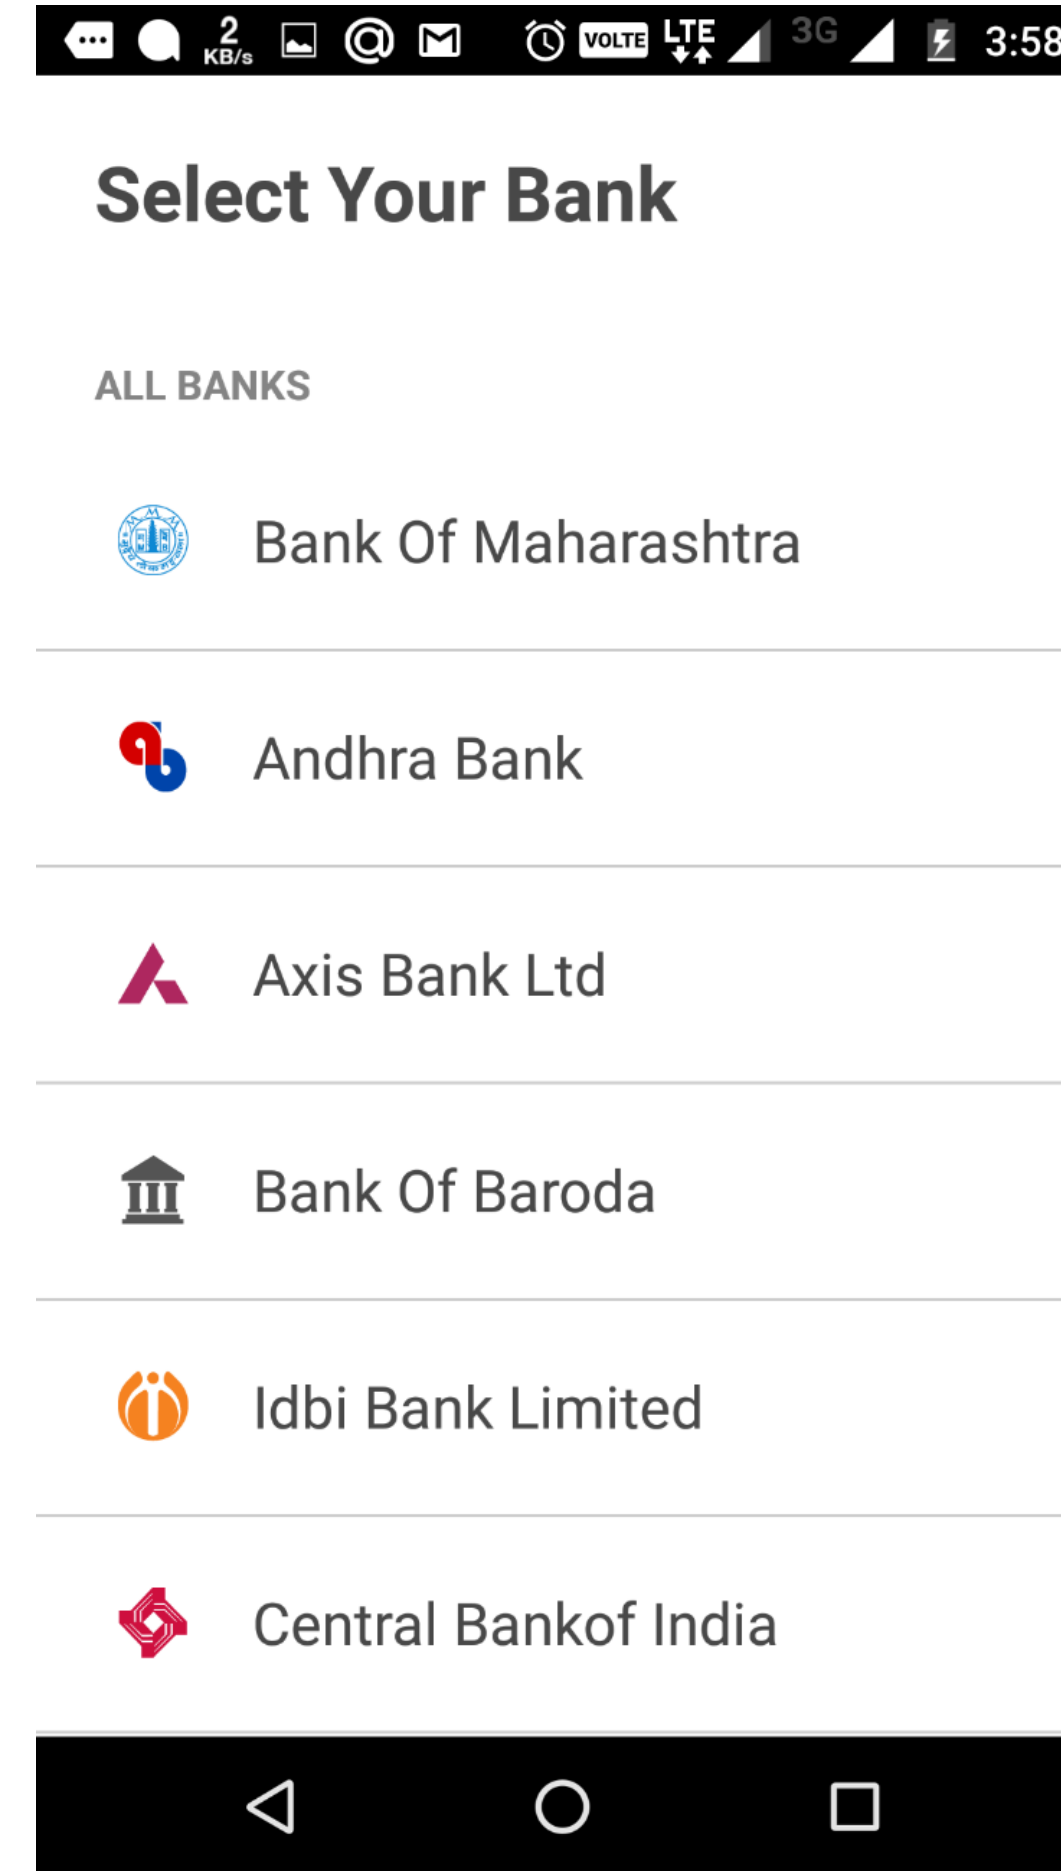 2
KB/s
VOLTE
LTE
3G
3:58
Select Your Bank
ALL BANKS
Bank Of Maharashtra
Andhra Bank
Axis Bank Ltd
Bank Of Baroda
Idbi Bank Limited
Central Bankof India